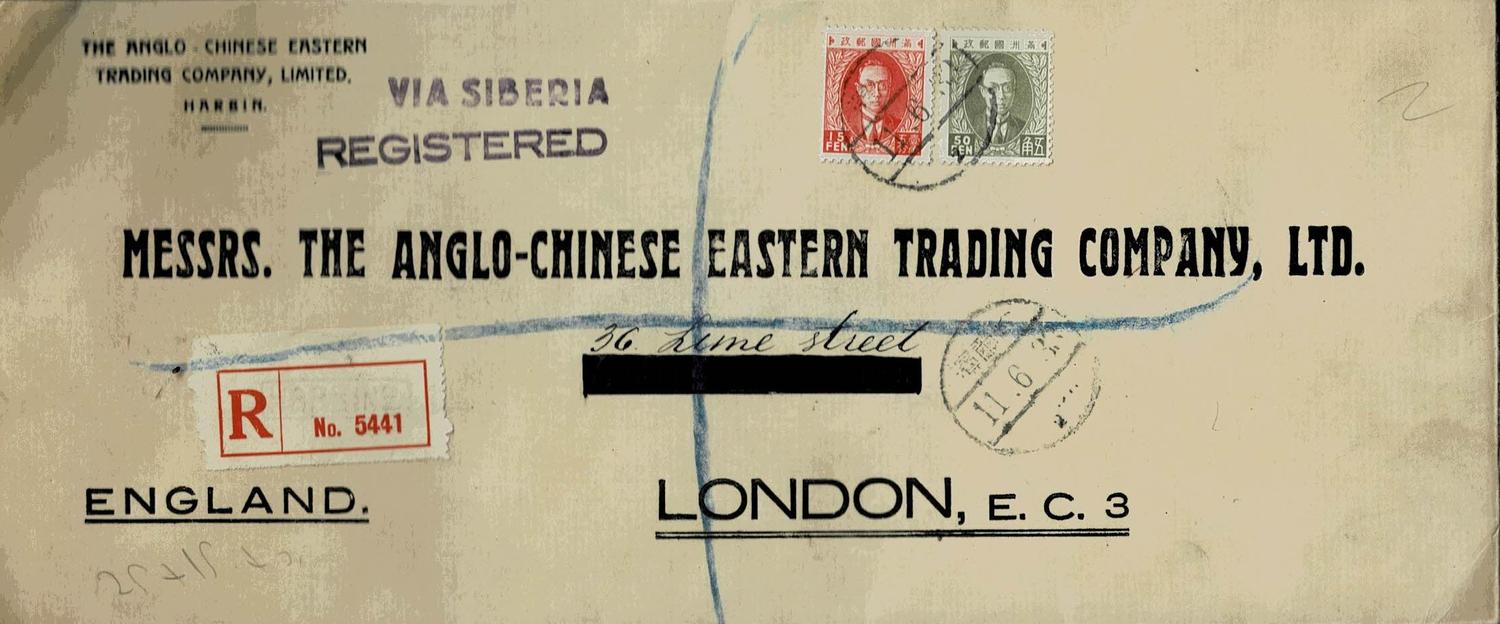 THE ANGLO-CHINESE EASTERN
TRADING COMPANY, LIMITED.
HARBIN.
VIA SIBERIA
REGISTERED
政郵國洲滿
15
FEN
政郵國洲滿
50
FEN
角五
MESSRS. THE ANGLO-CHINESE EASTERN TRADING COMPANY, LTD.
36 Lime street
R
No. 5441
11.6
ENGLAND.
LONDON, E. C. 3